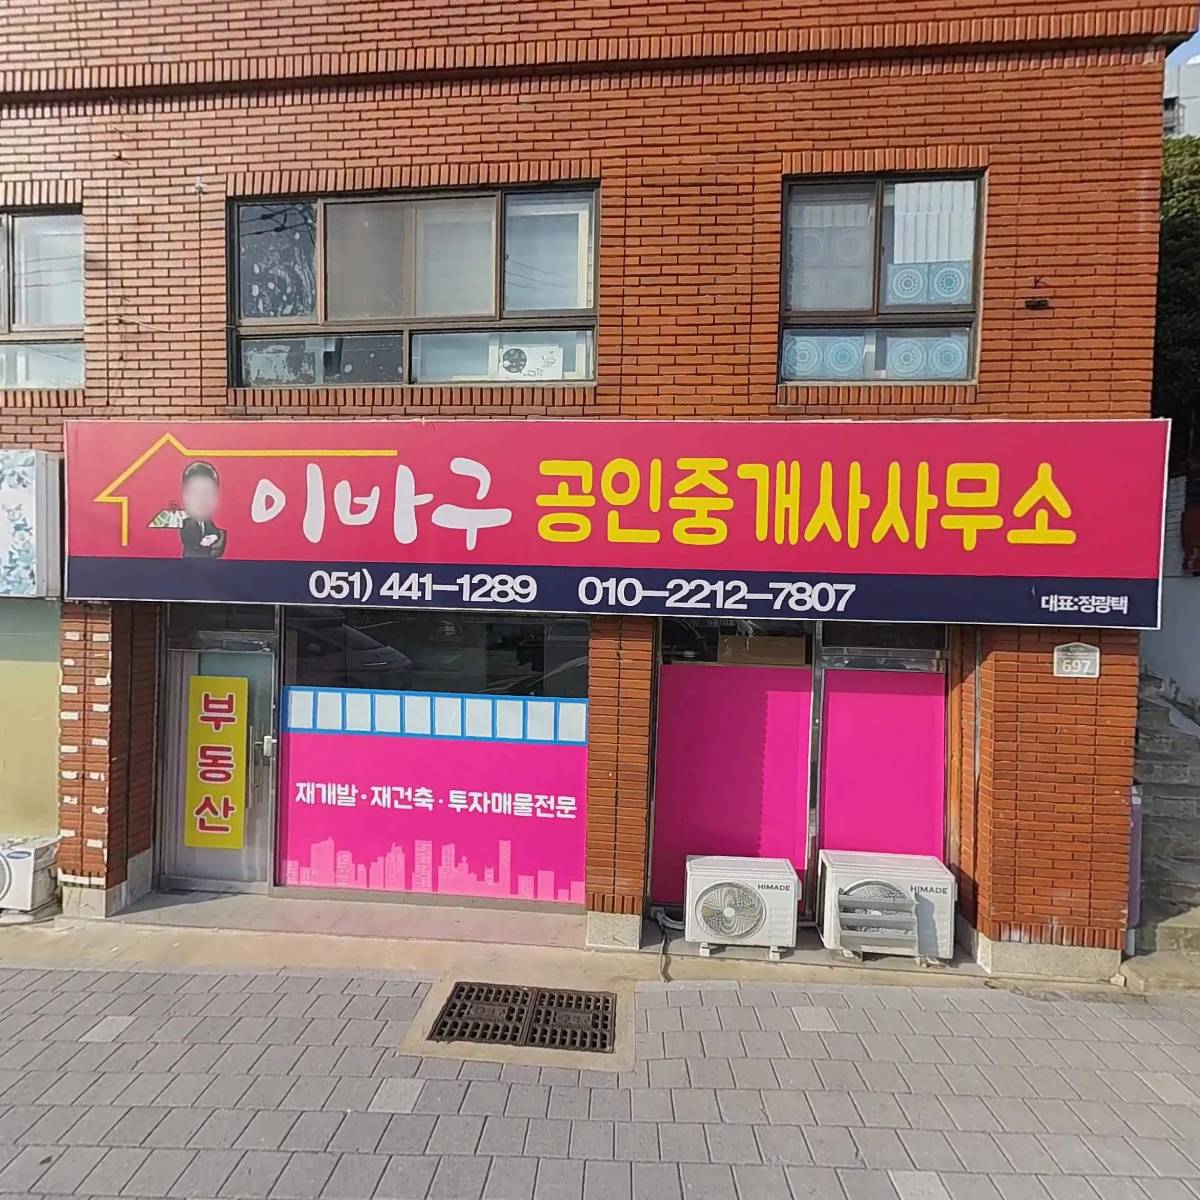 이바구 공인중개사사무소
051) 441-1289 010-2212-7807
대표:정광택
697
부동산
재개발·재건축·투자매물전문
HIMADE
HIMADE